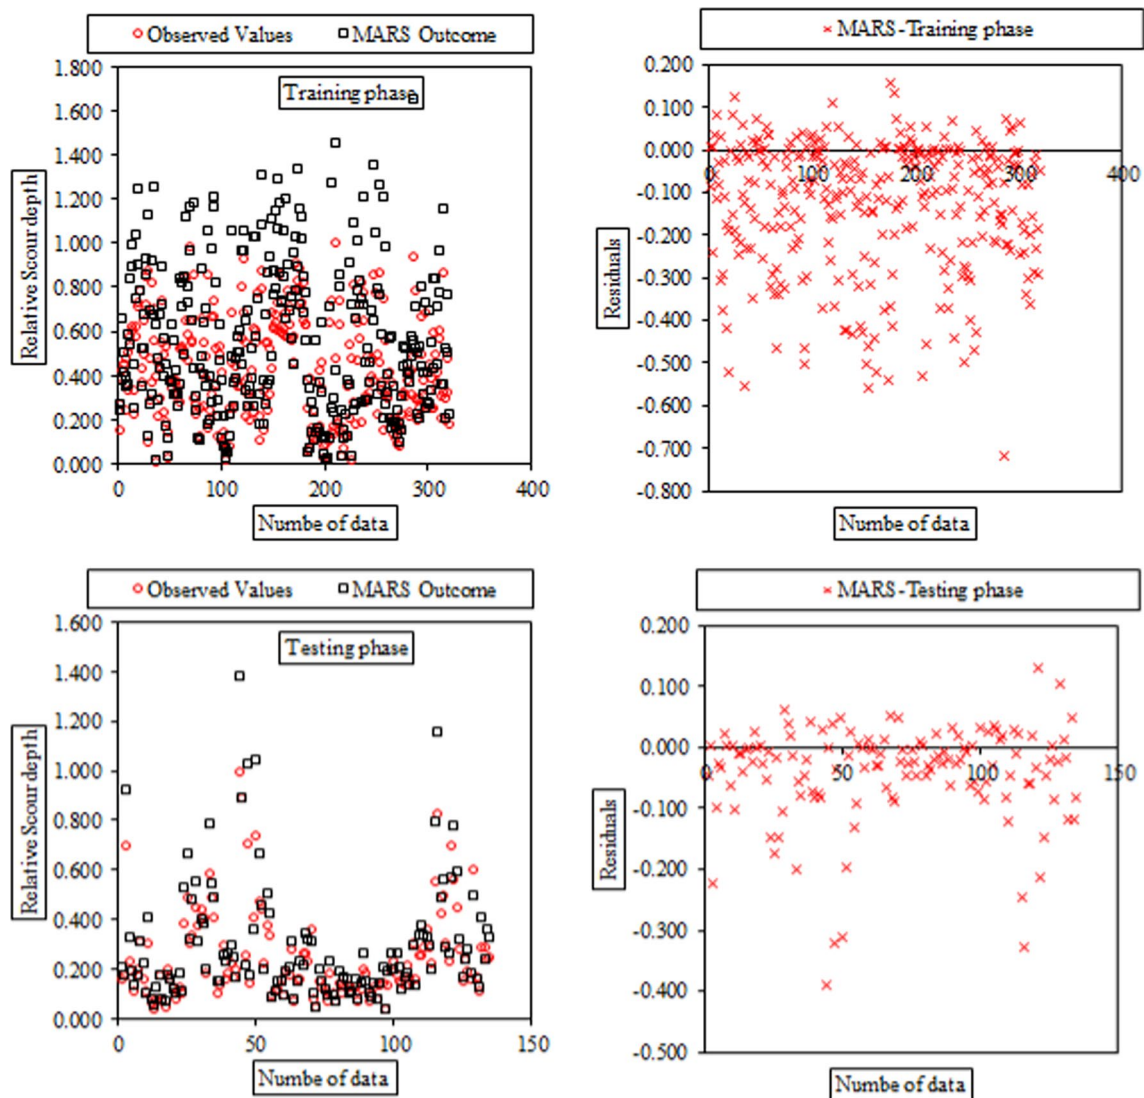 Observed Values MARS Outcome
Training phase
Relative Scour depth
1.800
1.600
1.400
1.200
1.000
0.800
0.600
0.400
0.200
0.000
0 100 200 300 400
Numbe of data
MARS-Training phase
Residuals
0.200
0.100
0.000
-0.100
-0.200
-0.300
-0.400
-0.500
-0.600
-0.700
-0.800
0 100 200 300 400
Numbe of data
Observed Values MARS Outcome
Testing phase
Relative Scour depth
1.600
1.400
1.200
1.000
0.800
0.600
0.400
0.200
0.000
0 50 100 150
Numbe of data
MARS-Testing phase
Residuals
0.200
0.100
0.000
-0.100
-0.200
-0.300
-0.400
-0.500
0 50 100 150
Numbe of data